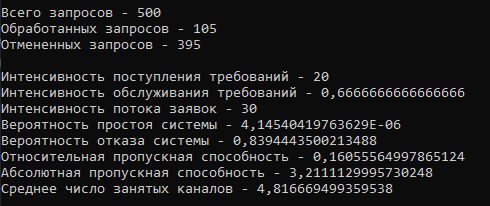 Всего запросов - 500
Обработанных запросов - 105
Отмененных запросов - 395
Интенсивность поступления требований - 20
Интенсивность обслуживания требований - 0,6666666666666666
Интенсивность потока заявок - 30
Вероятность простоя системы - 4,14540419763629E-06
Вероятность отказа системы - 0,8394443500213488
Относительная пропускная способность - 0,16055564997865124
Абсолютная пропускная способность - 3,2111129995730248
Среднее число занятых каналов - 4,816669499359538